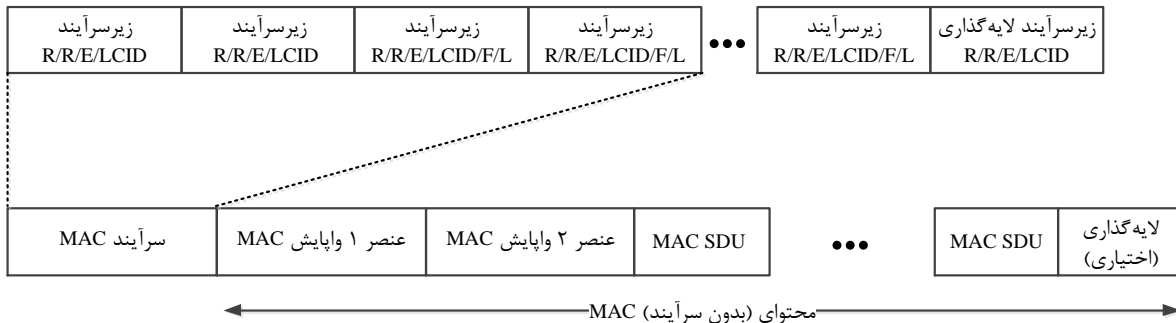 زیرسرآیند
R/R/E/LCID
زیرسرآیند
R/R/E/LCID
زیرسرآیند
R/R/E/LCID/F/L
زیرسرآیند
R/R/E/LCID/F/L
زیرسرآیند
R/R/E/LCID/F/L
زیرسرآیند لایه‌گذاری
R/R/E/LCID
سرآیند MAC
عنصر ۱ واپایش MAC
عنصر ۲ واپایش MAC
MAC SDU
MAC SDU
لایه‌گذاری
(اختیاری)
محتوای (بدون سرآیند) MAC